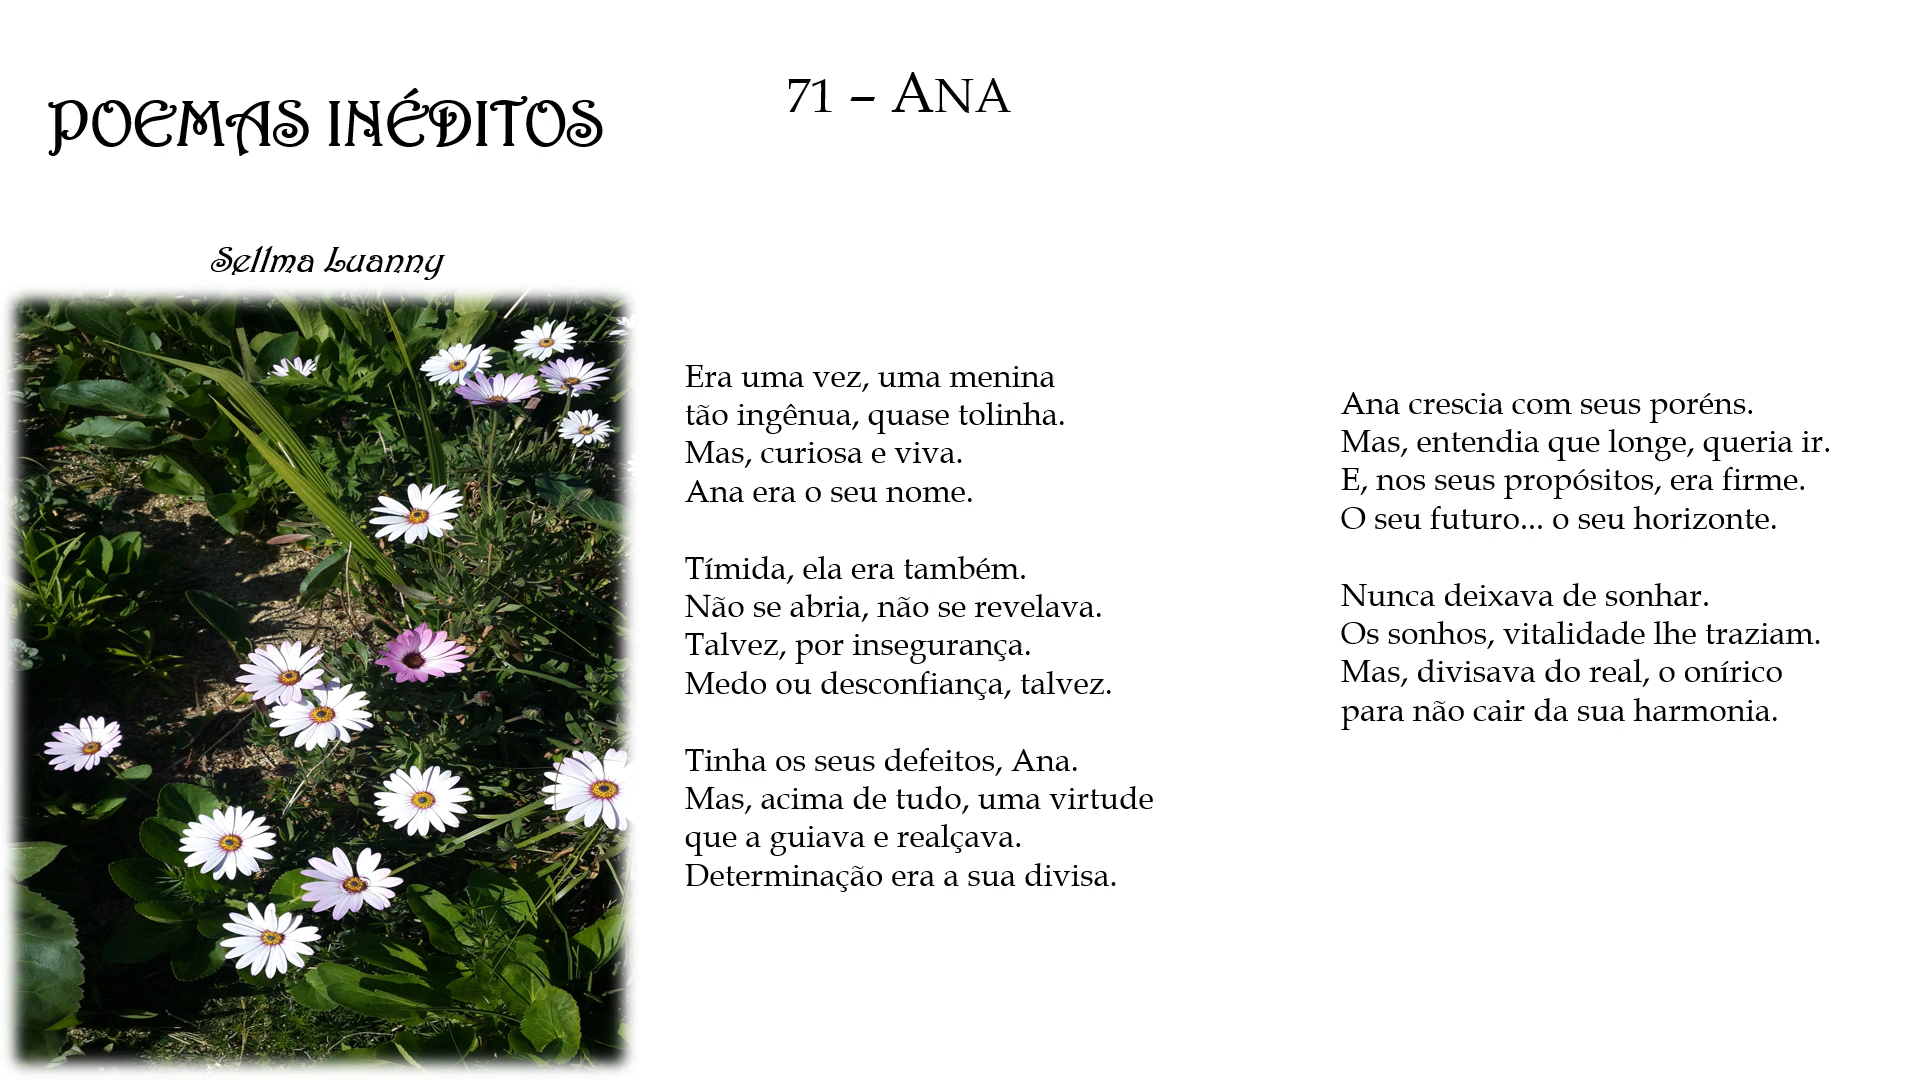 POEMAS INÉDITOS
Sellma Luanny
71 – ANA
Era uma vez, uma menina
tão ingênua, quase tolinha.
Mas, curiosa e viva.
Ana era o seu nome.
Tímida, ela era também.
Não se abria, não se revelava.
Talvez, por insegurança.
Medo ou desconfiança, talvez.
Tinha os seus defeitos, Ana.
Mas, acima de tudo, uma virtude
que a guiava e realçava.
Determinação era a sua divisa.
Ana crescia com seus poréns.
Mas, entendia que longe, queria ir.
E, nos seus propósitos, era firme.
O seu futuro... o seu horizonte.
Nunca deixava de sonhar.
Os sonhos, vitalidade lhe traziam.
Mas, divisava do real, o onírico
para não cair da sua harmonia.